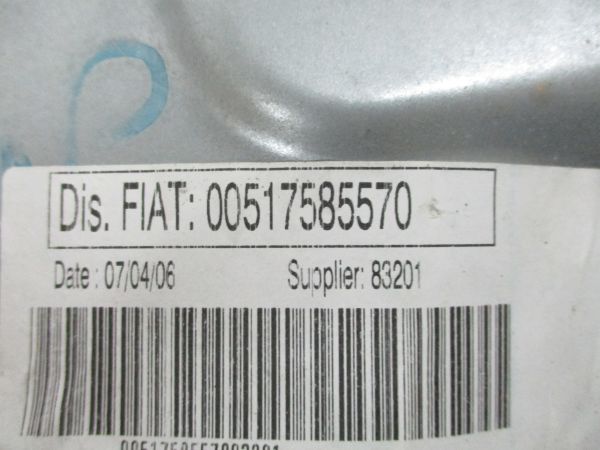 Dis. FIAT: 00517585570
Date : 07/04/06 Supplier: 83201